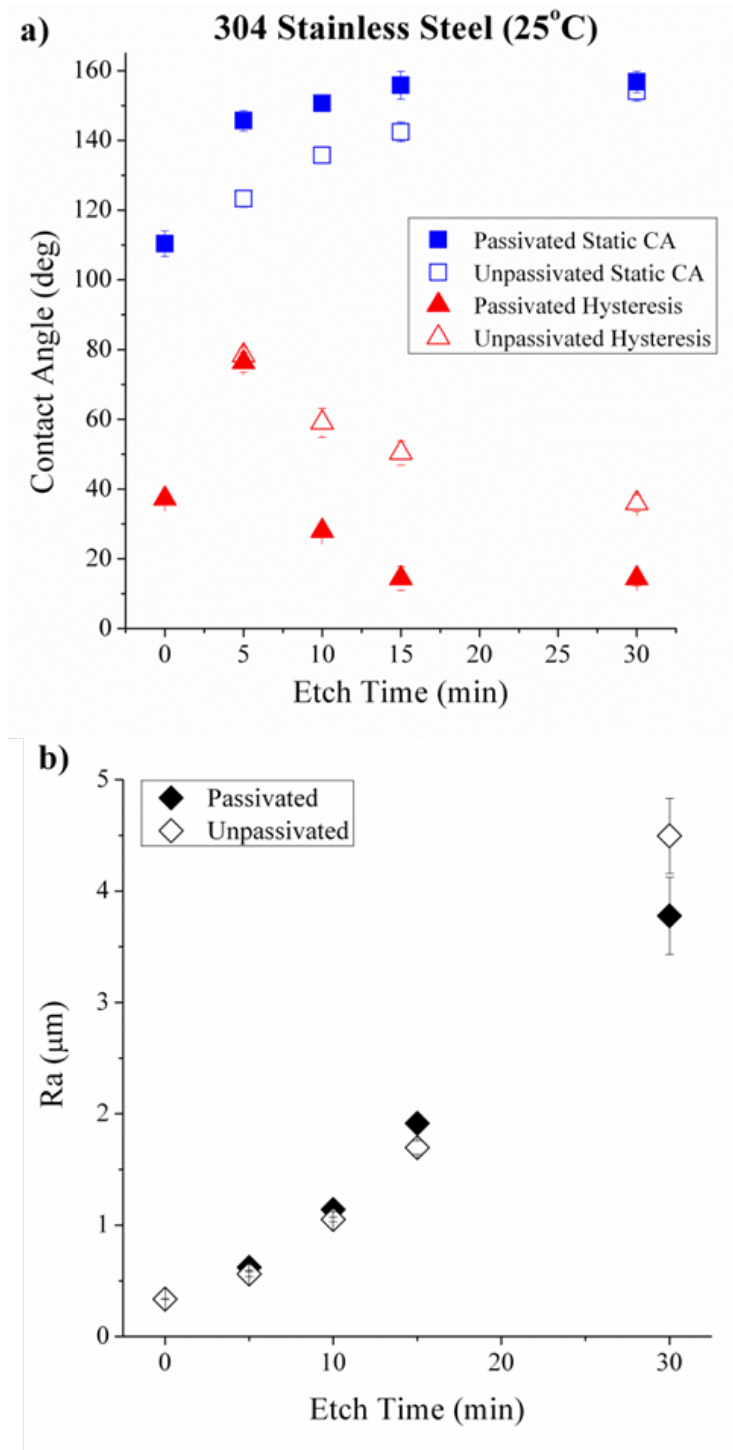 a)
304 Stainless Steel (25°C)
160
140
120
100
80
60
40
20
0
Contact Angle (deg)
Passivated Static CA
Unpassivated Static CA
Passivated Hysteresis
Unpassivated Hysteresis
0 5 10 15 20 25 30
Etch Time (min)
b)
5
4
3
2
1
0
Ra (μm)
Passivated
Unpassivated
0 10 20 30
Etch Time (min)